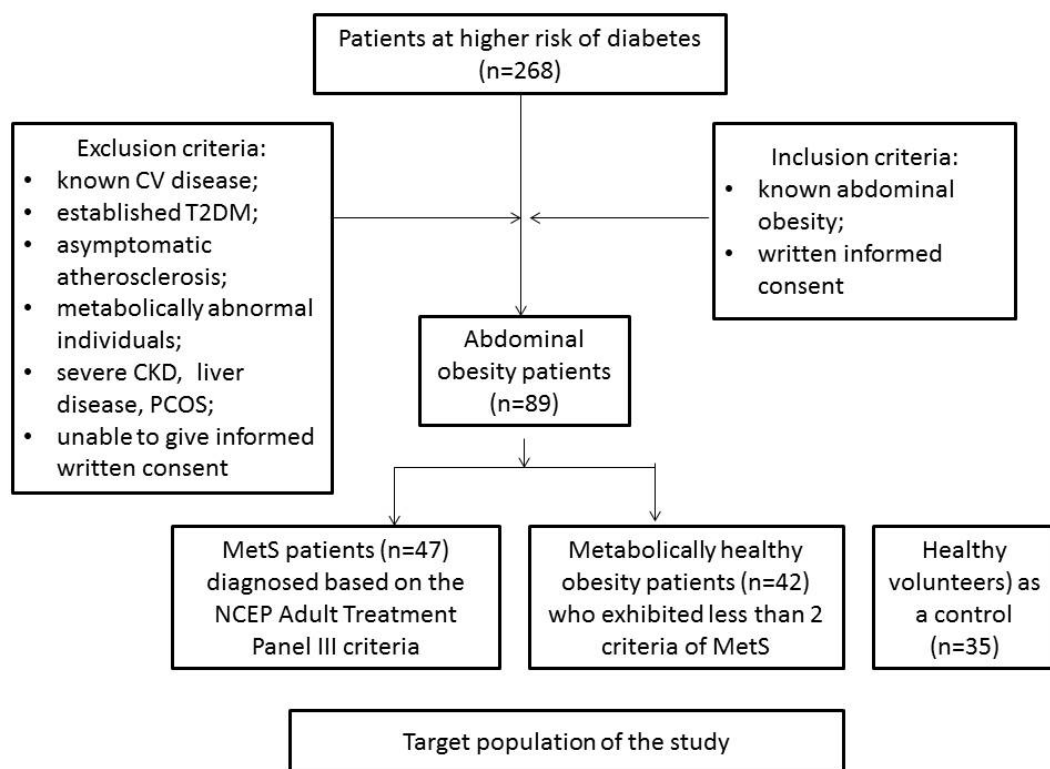 Patients at higher risk of diabetes
(n=268)
Exclusion criteria:
• known CV disease;
• established T2DM;
• asymptomatic
atherosclerosis;
• metabolically abnormal
individuals;
• severe CKD, liver
disease, PCOS;
• unable to give informed
written consent
Inclusion criteria:
• known abdominal
obesity;
• written informed
consent
Abdominal
obesity patients
(n=89)
MetS patients (n=47)
diagnosed based on the
NCEP Adult Treatment
Panel III criteria
Metabolically healthy
obesity patients (n=42)
who exhibited less than 2
criteria of MetS
Healthy
volunteers) as
a control
(n=35)
Target population of the study